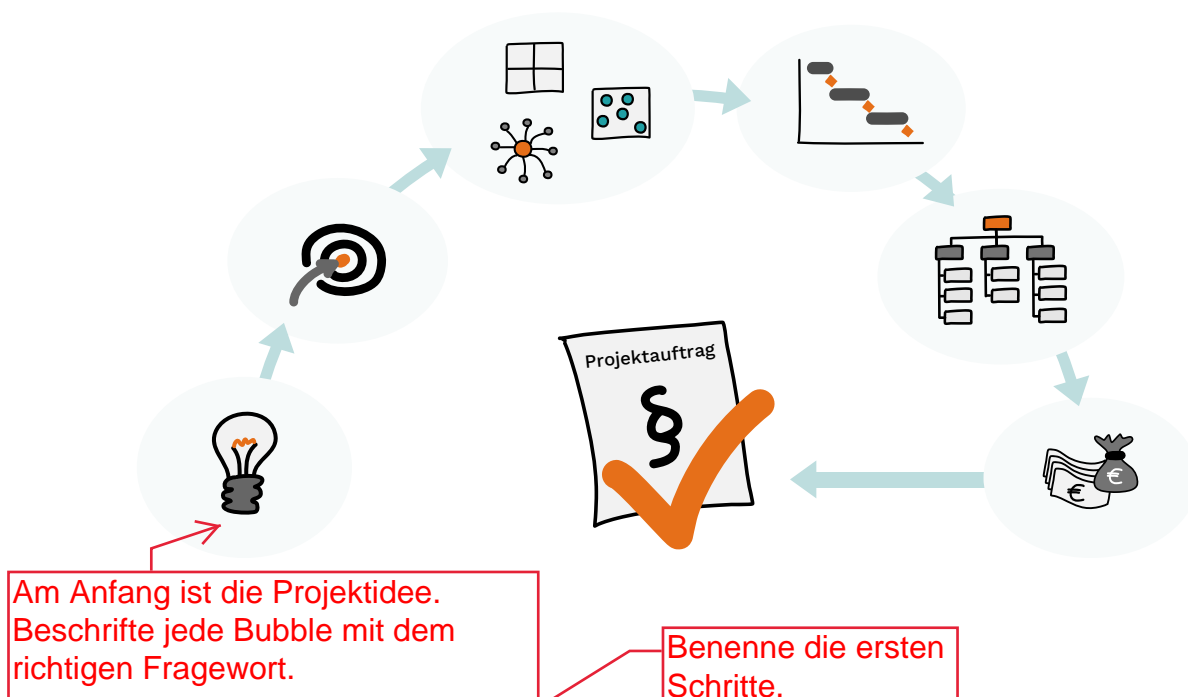 Projektauftrag
§
€
€
Am Anfang ist die Projektidee.
Beschrifte jede Bubble mit dem
richtigen Fragewort.
Benenne die ersten
Schritte.